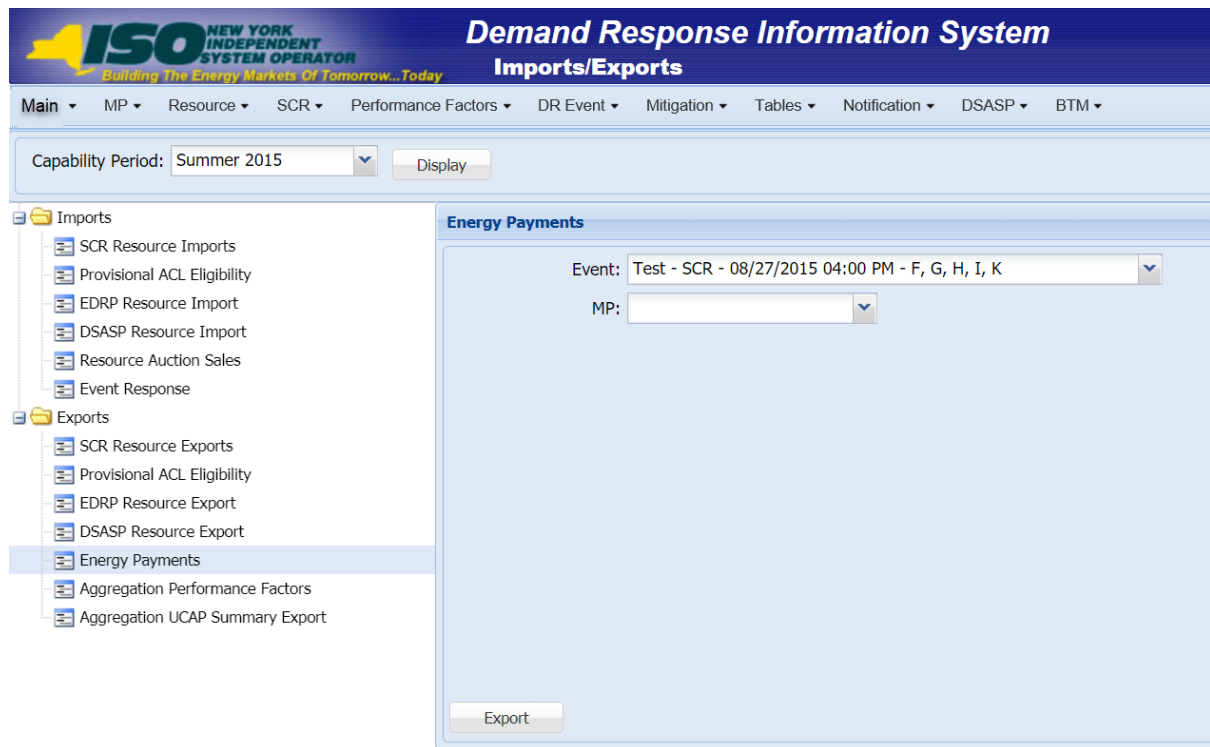 NEW YORK
INDEPENDENT
SYSTEM OPERATOR
ISO
Building The Energy Markets Of Tomorrow...Today
Demand Response Information System
Imports/Exports
Main MP Resource SCR Performance Factors DR Event Mitigation Tables Notification DSASP BTM
Capability Period: Summer 2015 Display
Imports
SCR Resource Imports
Provisional ACL Eligibility
EDRP Resource Import
DSASP Resource Import
Resource Auction Sales
Event Response
Exports
SCR Resource Exports
Provisional ACL Eligibility
EDRP Resource Export
DSASP Resource Export
Energy Payments
Aggregation Performance Factors
Aggregation UCAP Summary Export
Energy Payments
Event: Test - SCR - 08/27/2015 04:00 PM - F, G, H, I, K
MP:
Export